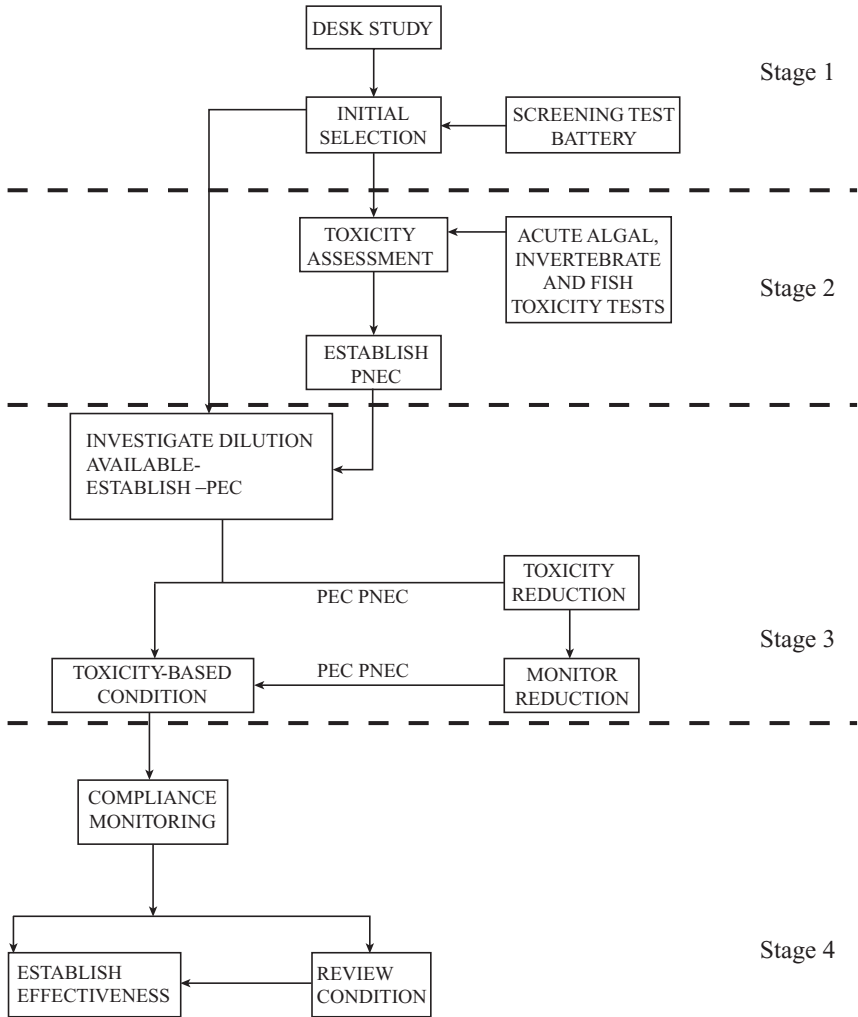 DESK STUDY
Stage 1
INITIAL
SELECTION
SCREENING TEST
BATTERY
TOXICITY
ASSESSMENT
ACUTE ALGAL,
INVERTEBRATE
AND FISH
TOXICITY TESTS
Stage 2
ESTABLISH
PNEC
INVESTIGATE DILUTION
AVAILABLE-
ESTABLISH –PEC
PEC PNEC
TOXICITY
REDUCTION
Stage 3
TOXICITY-BASED
CONDITION
PEC PNEC
MONITOR
REDUCTION
COMPLIANCE
MONITORING
Stage 4
ESTABLISH
EFFECTIVENESS
REVIEW
CONDITION